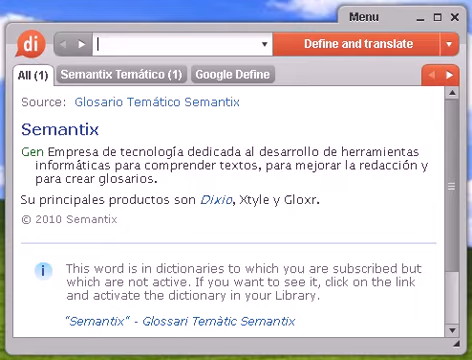 Menu
di
Define and translate
All (1) Semantix Temático (1) Google Define
Source: Glosario Temático Semantix
Semantix
Gen Empresa de tecnología dedicada al desarrollo de herramientas
informáticas para comprender textos, para mejorar la redacción y
para crear glosarios.
Su principales productos son Dixio, Xtyle y Gloxr.
© 2010 Semantix
i
This word is in dictionaries to which you are subscribed but
which are not active. If you want to see it, click on the link
and activate the dictionary in your Library.
"Semantix" - Glossari Temàtic Semantix